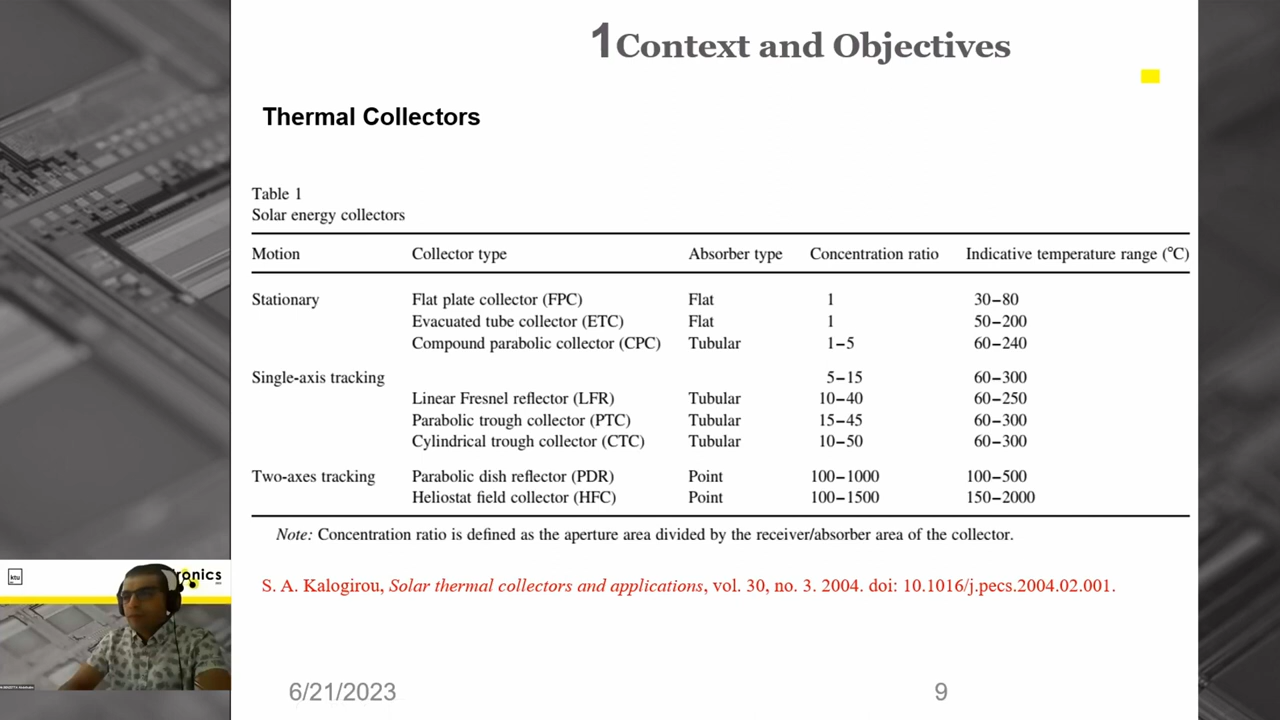 1Context and Objectives
Thermal Collectors
Table 1
Solar energy collectors
Motion Collector type Absorber type Concentration ratio Indicative temperature range (°C)
Stationary Flat plate collector (FPC) Flat 1 30–80
Evacuated tube collector (ETC) Flat 1 50–200
Compound parabolic collector (CPC) Tubular 1–5 60–240
Single-axis tracking 5–15 60–300
Linear Fresnel reflector (LFR) Tubular 10–40 60–250
Parabolic trough collector (PTC) Tubular 15–45 60–300
Cylindrical trough collector (CTC) Tubular 10–50 60–300
Two-axes tracking Parabolic dish reflector (PDR) Point 100–1000 100–500
Heliostat field collector (HFC) Point 100–1500 150–2000
Note: Concentration ratio is defined as the aperture area divided by the receiver/absorber area of the collector.
S. A. Kalogirou, Solar thermal collectors and applications, vol. 30, no. 3. 2004. doi: 10.1016/j.pecs.2004.02.001.
ktu
ronics
6/21/2023 9